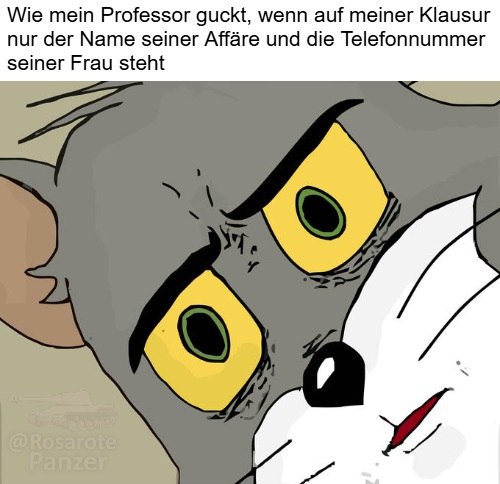 Wie mein Professor guckt, wenn auf meiner Klausur
nur der Name seiner Affäre und die Telefonnummer
seiner Frau steht
@Rosarote
Panzer